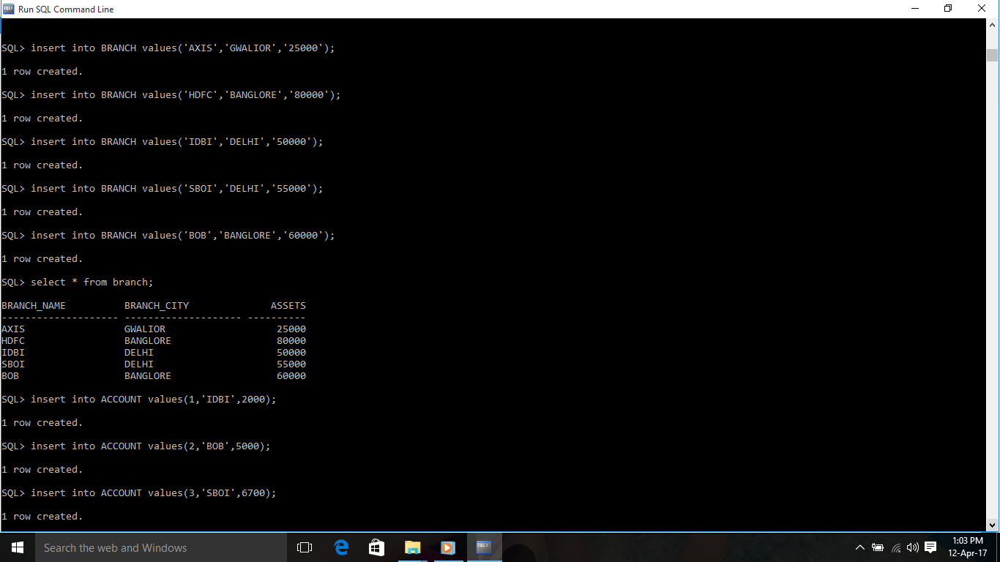 Run SQL Command Line
SQL> insert into BRANCH values('AXIS','GWALIOR','25000');
1 row created.
SQL> insert into BRANCH values('HDFC','BANGLORE','80000');
1 row created.
SQL> insert into BRANCH values('IDBI','DELHI','50000');
1 row created.
SQL> insert into BRANCH values('SBOI','DELHI','55000');
1 row created.
SQL> insert into BRANCH values('BOB','BANGLORE','60000');
1 row created.
SQL> select * from branch;
BRANCH_NAME          BRANCH_CITY              ASSETS
-------------------- -------------------- ----------
AXIS                 GWALIOR                   25000
HDFC                 BANGLORE                  80000
IDBI                 DELHI                     50000
SBOI                 DELHI                     55000
BOB                  BANGLORE                  60000
SQL> insert into ACCOUNT values(1,'IDBI',2000);
1 row created.
SQL> insert into ACCOUNT values(2,'BOB',5000);
1 row created.
SQL> insert into ACCOUNT values(3,'SBOI',6700);
1 row created.
Search the web and Windows
1:03 PM
12-Apr-17